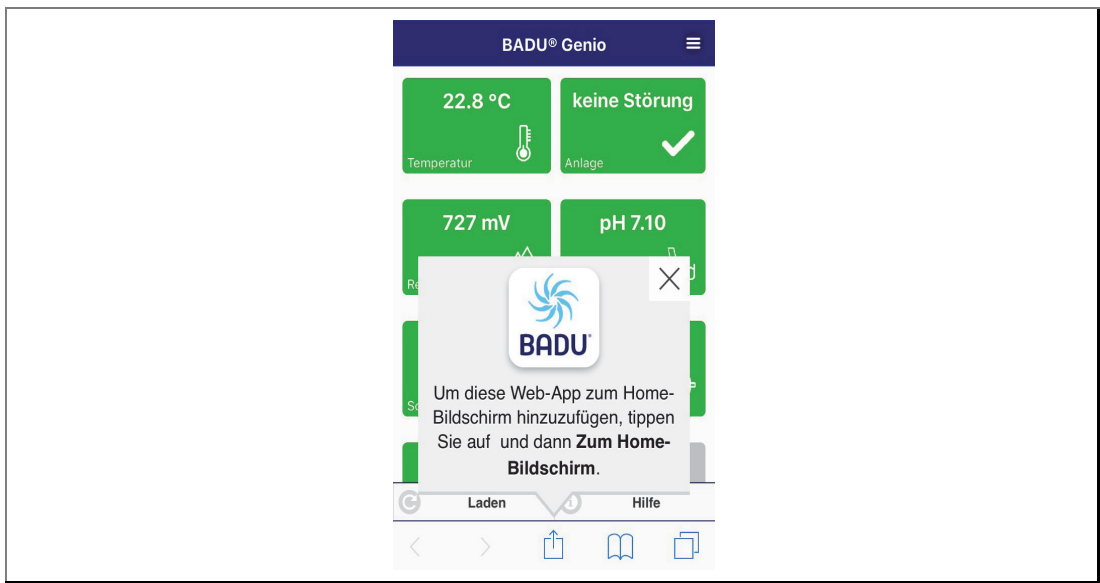 BADU® Genio
22.8 °C
keine Störung
Temperatur
Anlage
727 mV
pH 7.10
BADU®
Um diese Web-App zum Home-
Bildschirm hinzuzufügen, tippen
Sie auf und dann Zum Home-
Bildschirm.
Laden
Hilfe